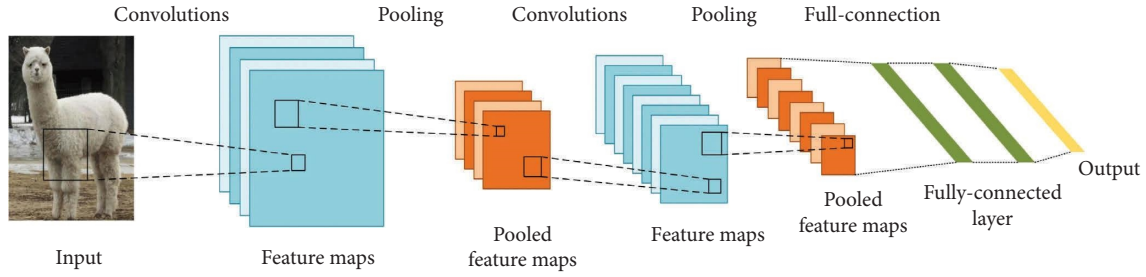 Convolutions
Pooling
Convolutions
Pooling
Full-connection
Input
Feature maps
Pooled
feature maps
Feature maps
Pooled
feature maps
Fully-connected
layer
Output